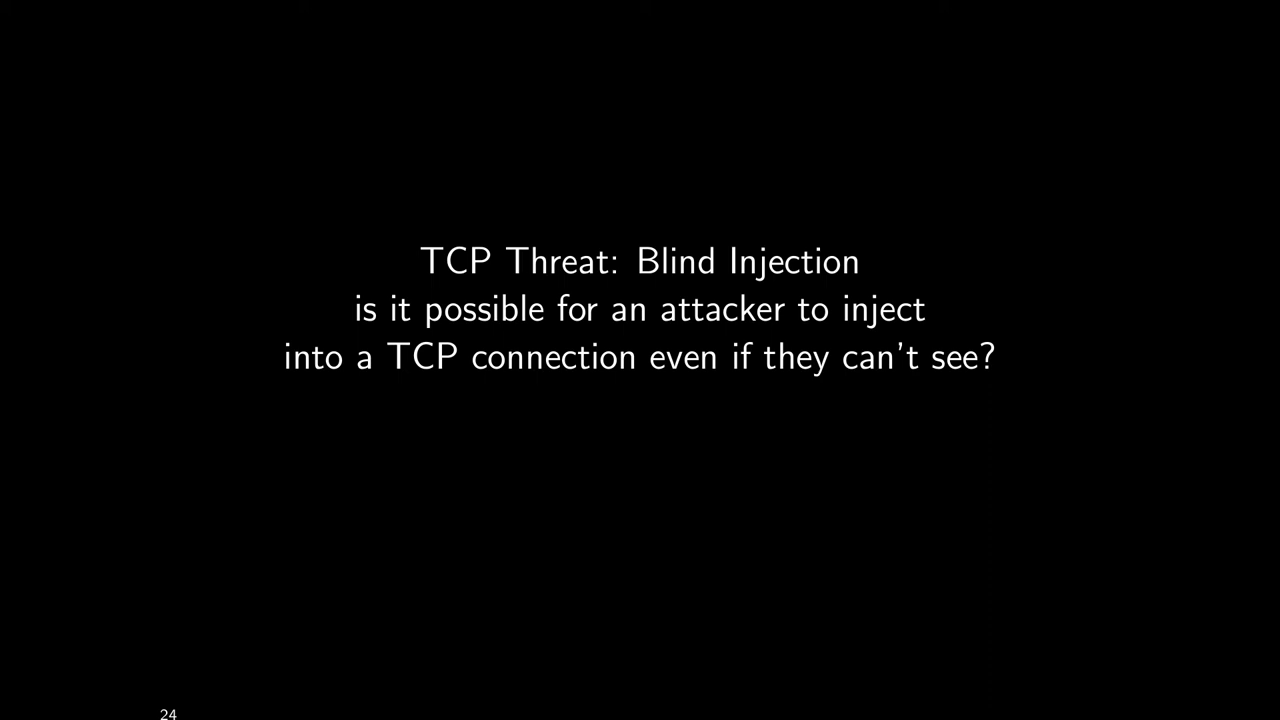 TCP Threat: Blind Injection
is it possible for an attacker to inject
into a TCP connection even if they can't see?
24